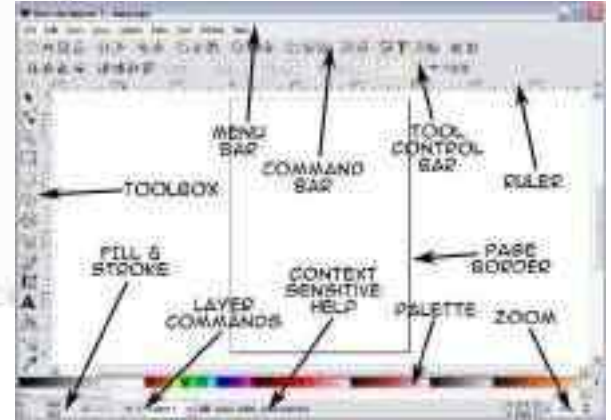 MENU
BAR
COMMAND
BAR
TOOL
CONTROL
BAR
RULER
TOOLBOX
FILL &
STROKE
LAYER
COMMANDS
CONTEXT
SENSITIVE
HELP
PAGE
BORDER
PALETTE
ZOOM